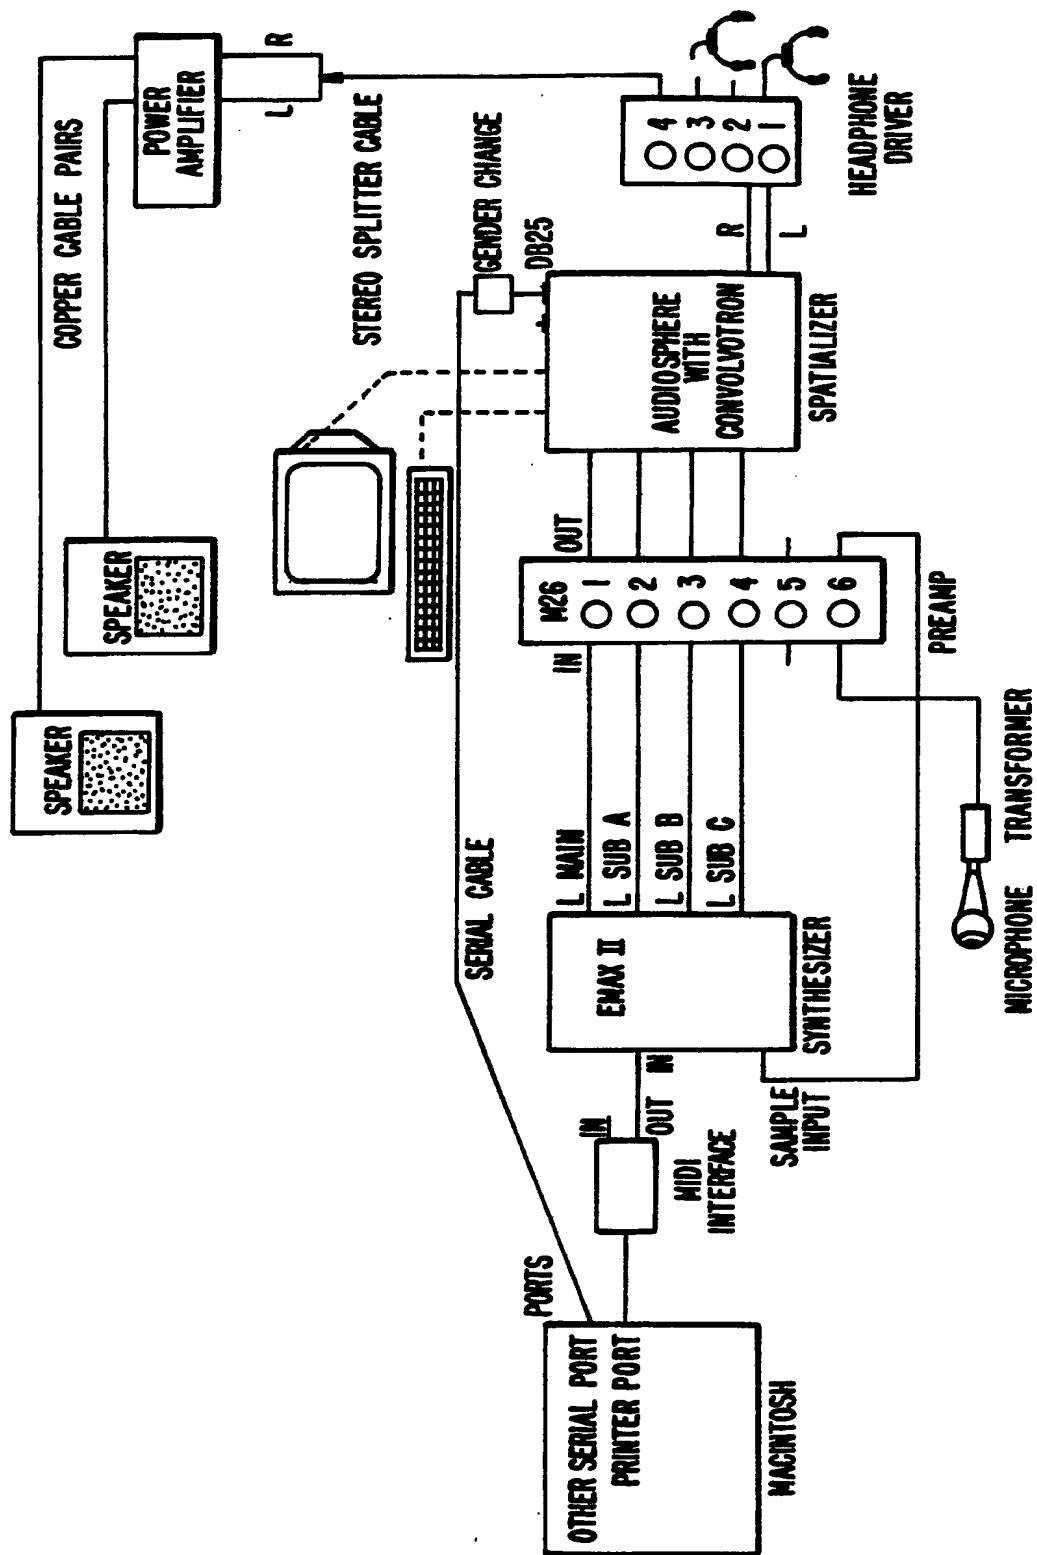 SPEAKER
SPEAKER
COPPER CABLE PAIRS
POWER
AMPLIFIER
L
R
STEREO SPLITTER CABLE
SERIAL CABLE
GENDER CHANGE
DB25
PORTS
OTHER SERIAL PORT
PRINTER PORT
MACINTOSH
IN
OUT
MIDI
INTERFACE
IN
EMAX II
SYNTHESIZER
SAMPLE
INPUT
L MAIN
L SUB A
L SUB B
L SUB C
IN
M26
OUT
1
2
3
4
5
6
PREAMP
MICROPHONE
TRANSFORMER
AUDIOSPHERE
WITH
CONVOLVOTRON
SPATIALIZER
R
L
4
3
2
1
HEADPHONE
DRIVER